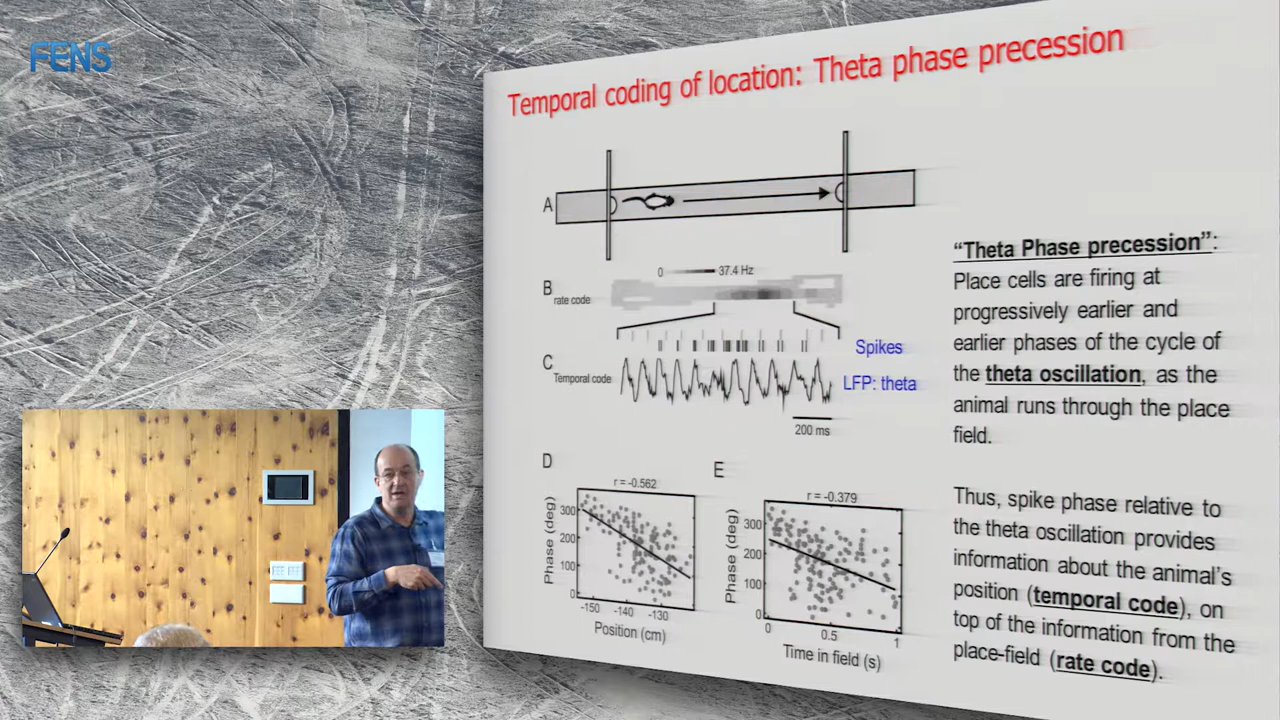 FENS
Temporal coding of location: Theta phase precession
A
B
rate code
0
37.4 Hz
C
Temporal code
Spikes
LFP: theta
200 ms
D
r = -0.562
Phase (deg)
300
200
100
0
-150
-140
-130
Position (cm)
E
r = -0.379
Phase (deg)
300
200
100
0
0
0.5
1
Time in field (s)
“Theta Phase precession”:
Place cells are firing at
progressively earlier and
earlier phases of the cycle of
the theta oscillation, as the
animal runs through the place
field.
Thus, spike phase relative to
the theta oscillation provides
information about the animal’s
position (temporal code), on
top of the information from the
place-field (rate code).